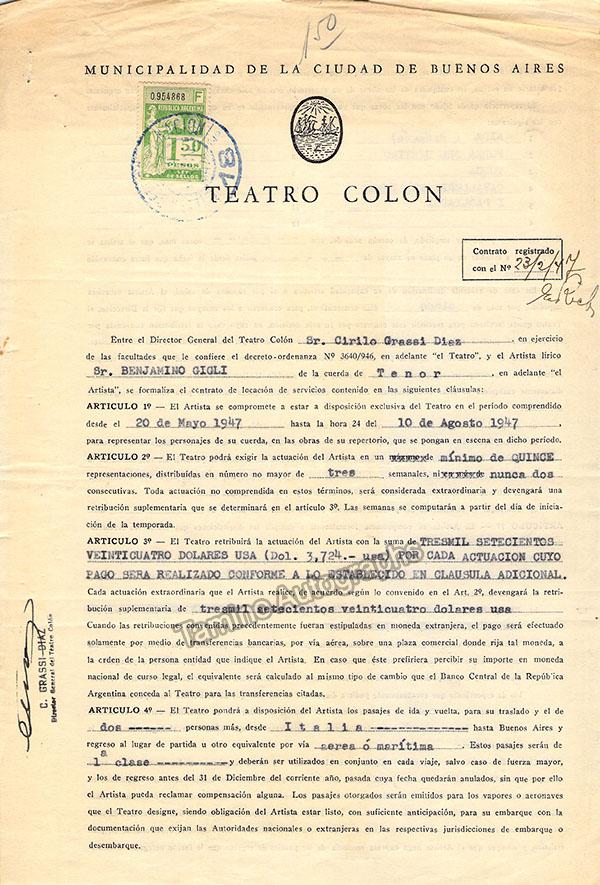 150
MUNICIPALIDAD DE LA CIUDAD DE BUENOS AIRES
0954868 F
REPUBLICA ARGENTINA
1.50
PESOS
LEY DE SELLOS
78
TEATRO COLON
Contrato registrado
con el Nº 23/2/47
Entre el Director General del Teatro Colón Sr. Cirilo Grassi Diaz, en ejercicio
de las facultades que le confiere el decreto-ordenanza Nº 3640/946, en adelante "el Teatro", y el Artista lírico
Sr. BENJAMINO GIGLI de la cuerda de Tenor, en adelante "el
Artista", se formaliza el contrato de locación de servicios contenido en las siguientes cláusulas:
ARTICULO 1º — El Artista se compromete a estar a disposición exclusiva del Teatro en el período comprendido
desde el 20 de Mayo 1947 hasta la hora 24 del 10 de Agosto 1947,
para representar los personajes de su cuerda, en las obras de su repertorio, que se pongan en escena en dicho período.
ARTICULO 2º — El Teatro podrá exigir la actuación del Artista en un de mínimo de QUINCE
representaciones, distribuídas en número no mayor de tres semanales, ni nunca dos
consecutivas. Toda actuación no comprendida en estos términos, será considerada extraordinaria y devengará una
retribución suplementaria que se determinará en el artículo 3º. Las semanas se computarán a partir del día de inicia-
ción de la temporada.
ARTICULO 3º — El Teatro retribuirá la actuación del Artista con la suma de TRESMIL SETECIENTOS
VEINTICUATRO DOLARES USA (Dol. 3,724.- usa) POR CADA ACTUACION CUYO
PAGO SERA REALIZADO CONFORME A LO ESTABLECIDO EN CLAUSULA ADICIONAL.
Cada actuación extraordinaria que el Artista realice, de acuerdo según lo convenido en el Art. 2º, devengará la retri-
bución suplementaria de tresmil setecientos veinticuatro dolares usa
Cuando las retribuciones convenidas precedentemente fueran estipuladas en moneda extranjera, el pago será efectuado
solamente por medio de transferencias bancarias, por vía aérea, sobre una plaza comercial donde rija tal moneda, a
la orden de la persona o entidad que indique el Artista. En caso que éste prefiriera percibir su importe en moneda
nacional de curso legal, el equivalente será calculado al mismo tipo de cambio que el Banco Central de la República
Argentina conceda al Teatro para las transferencias citadas.
ARTICULO 4º — El Teatro pondrá a disposición del Artista los pasajes de ida y vuelta, para su traslado y el de
dos ------ personas más, desde Italia -------------- hasta Buenos Aires y
regreso al lugar de partida u otro equivalente por vía aerea ó marítima. Estos pasajes serán de
1a clase ----------- y deberán ser utilizados en conjunto en cada viaje, salvo caso de fuerza mayor,
y los de regreso antes del 31 de Diciembre del corriente año, pasada cuya fecha quedarán anulados, sin que por ello
el Artista pueda reclamar compensación alguna. Los pasajes otorgados serán emitidos para los vapores o aeronaves
que el Teatro designe, siendo obligación del Artista estar listo, con suficiente anticipación, para su embarque con la
documentación que exijan las Autoridades nacionales o extranjeras en las respectivas jurisdicciones de embarque o
desembarque.
C. GRASSI-DIAZ
Director General del Teatro Colón
Tamino Autographs